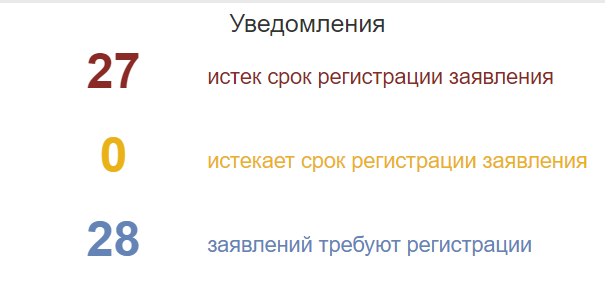 Уведомления
27 истек срок регистрации заявления
0 истекает срок регистрации заявления
28 заявлений требуют регистрации